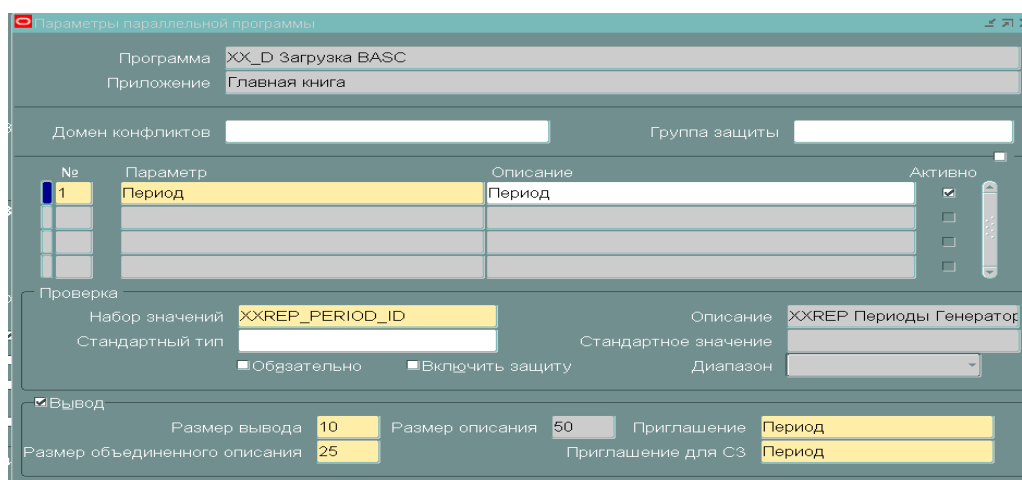 Параметры параллельной программы
Программа XX_D Загрузка BASC
Приложение Главная книга
Домен конфликтов Группа защиты
№ Параметр Описание Активно
1 Период Период
Проверка
Набор значений XXREP_PERIOD_ID Описание XXREP Периоды Генератор
Стандартный тип Стандартное значение
Обязательно Включить защиту Диапазон
Вывод
Размер вывода 10 Размер описания 50 Приглашение Период
Размер объединенного описания 25 Приглашение для СЗ Период